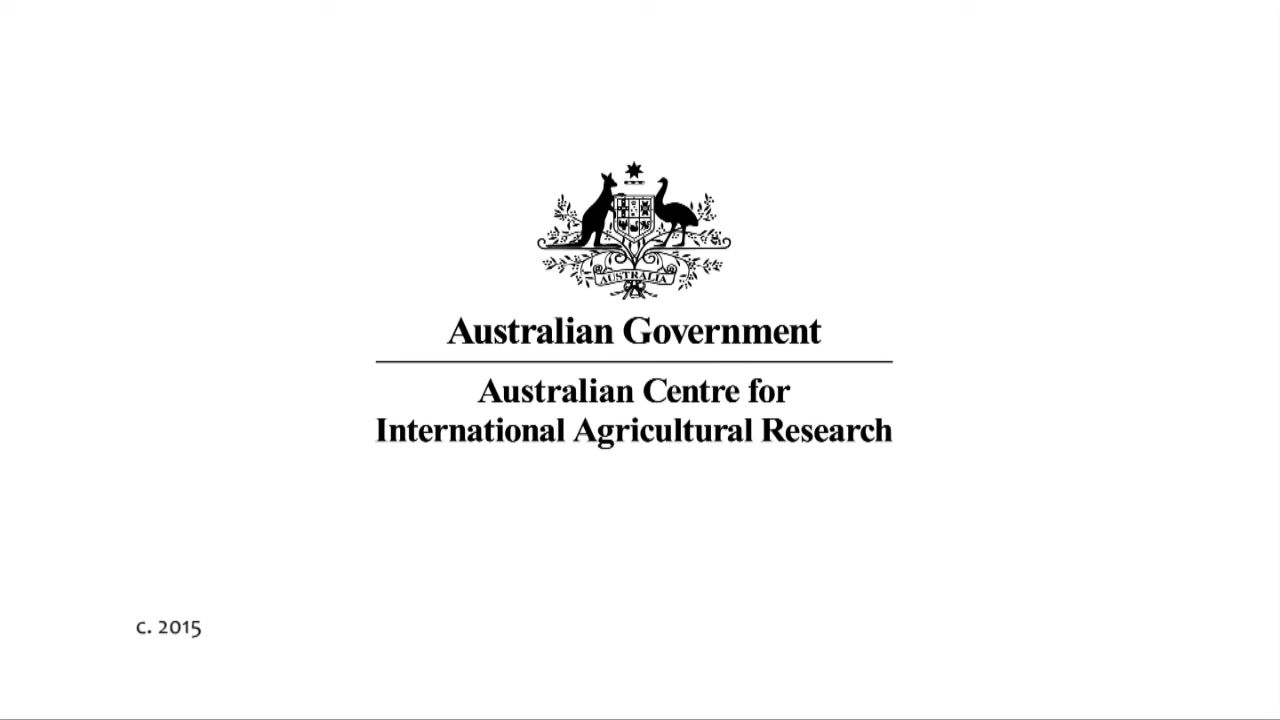 AUSTRALIA
Australian Government
Australian Centre for
International Agricultural Research
c. 2015